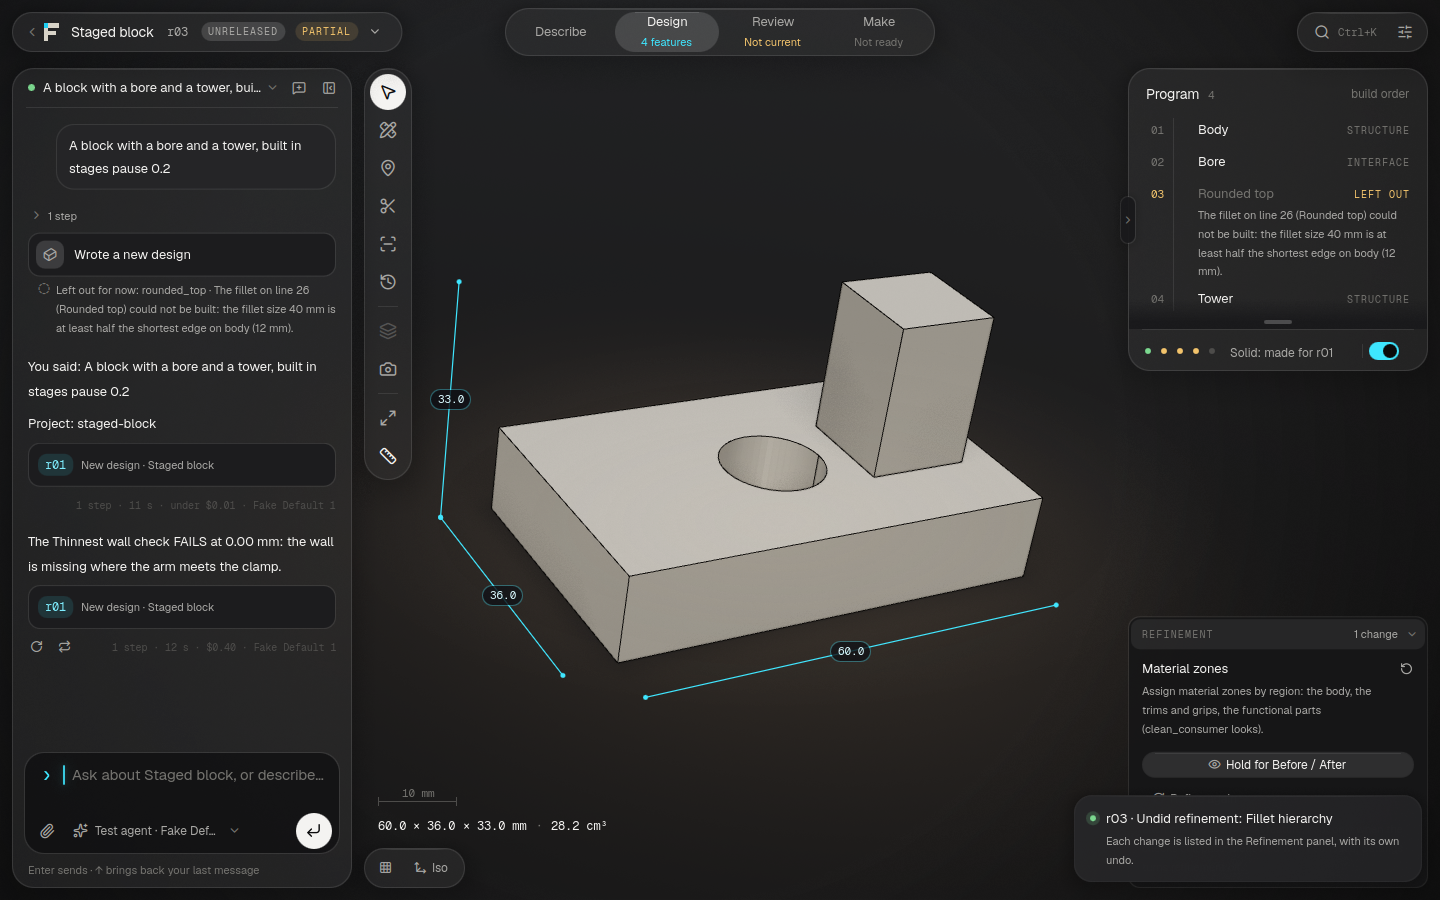 Staged block r03 UNRELEASED PARTIAL
Describe
Design
4 features
Review
Not current
Make
Not ready
Ctrl+K
A block with a bore and a tower, bui...
A block with a bore and a tower, built in
stages pause 0.2
1 step
Wrote a new design
Left out for now: rounded_top · The fillet on line 26
(Rounded top) could not be built: the fillet size 40 mm is
at least half the shortest edge on body (12 mm).
You said: A block with a bore and a tower, built in
stages pause 0.2
Project: staged-block
r01 New design · Staged block
1 step · 11 s · under $0.01 · Fake Default 1
The Thinnest wall check FAILS at 0.00 mm: the wall
is missing where the arm meets the clamp.
r01 New design · Staged block
1 step · 12 s · $0.40 · Fake Default 1
Ask about Staged block, or describe...
Test agent · Fake Def...
Enter sends · ↑ brings back your last message
33.0
36.0
60.0
10 mm
60.0 × 36.0 × 33.0 mm · 28.2 cm³
Iso
Program 4 build order
01 Body STRUCTURE
02 Bore INTERFACE
03 Rounded top LEFT OUT
The fillet on line 26 (Rounded top) could
not be built: the fillet size 40 mm is at
least half the shortest edge on body (12
mm).
04 Tower STRUCTURE
Solid: made for r01
REFINEMENT 1 change
Material zones
Assign material zones by region: the body, the
trims and grips, the functional parts
(clean_consumer looks).
Hold for Before / After
r03 · Undid refinement: Fillet hierarchy
Each change is listed in the Refinement panel, with its own
undo.